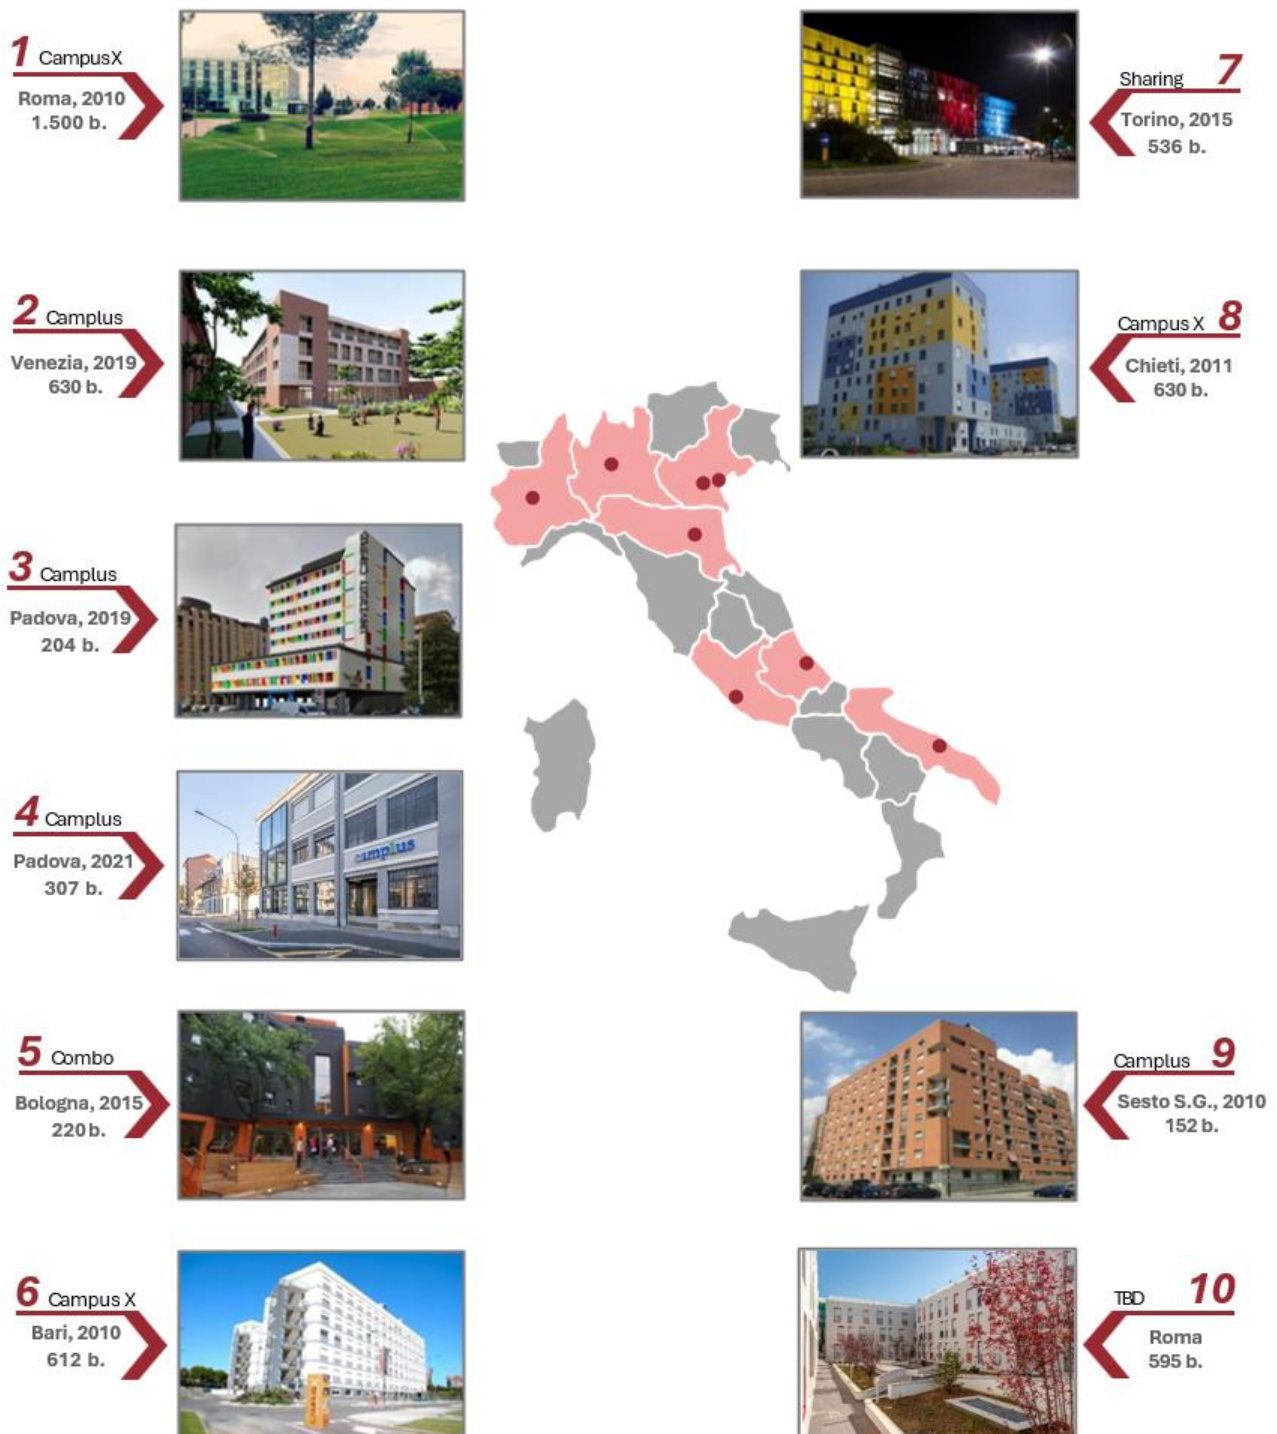 1 CampusX
Roma, 2010
1.500 b.
2 Camplus
Venezia, 2019
630 b.
3 Camplus
Padova, 2019
204 b.
4 Camplus
Padova, 2021
307 b.
camplus
5 Combo
Bologna, 2015
220 b.
6 Campus X
Bari, 2010
612 b.
Sharing 7
Torino, 2015
536 b.
Campus X 8
Chieti, 2011
630 b.
Camplus 9
Sesto S.G., 2010
152 b.
TBD 10
Roma
595 b.